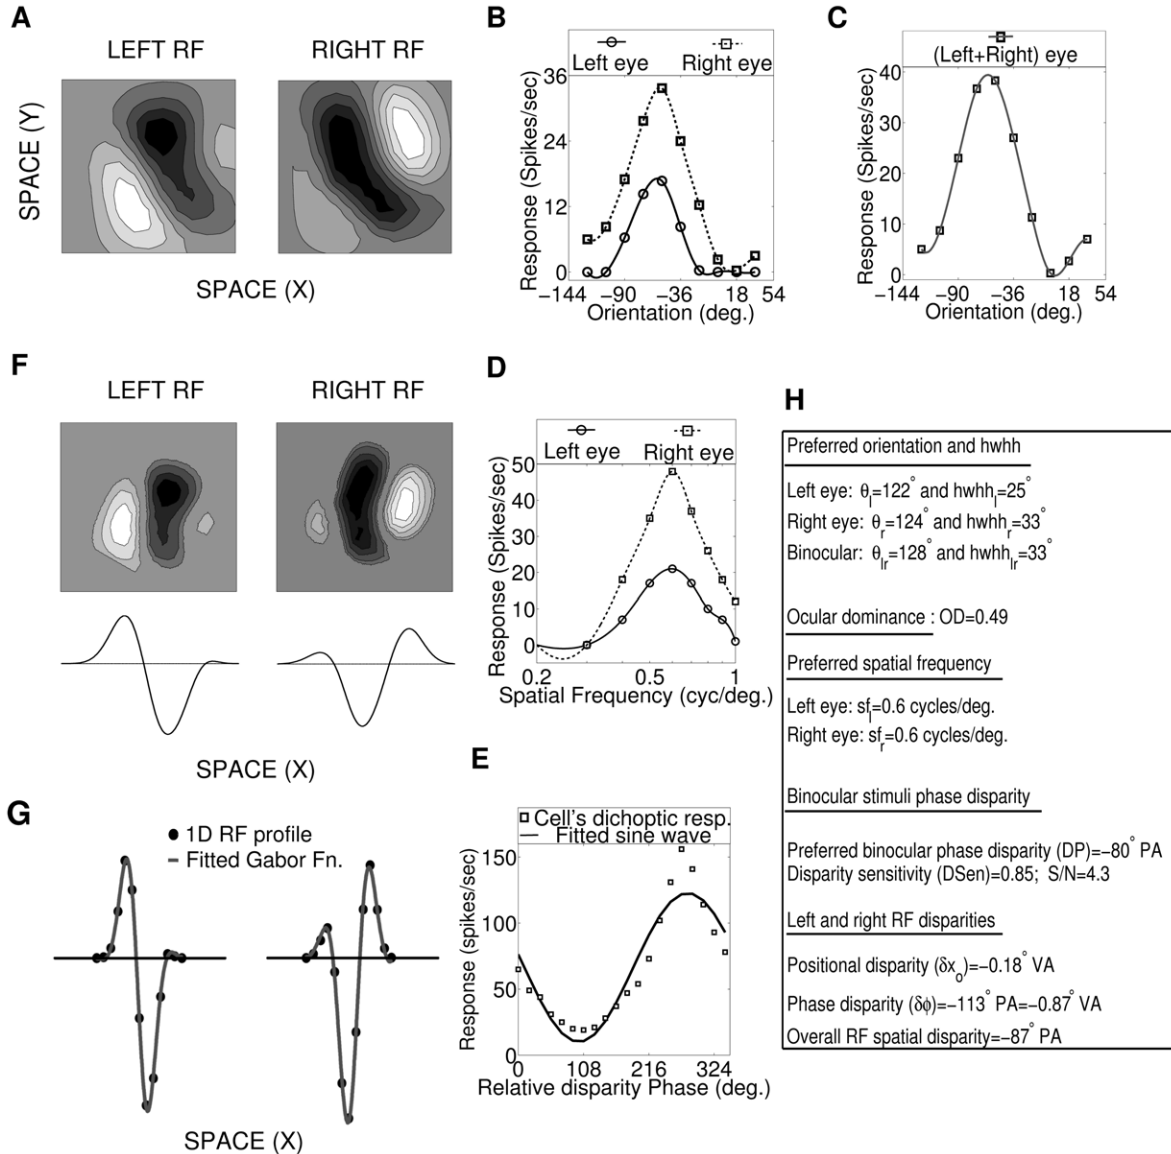 A
LEFT RF
RIGHT RF
SPACE (Y)
SPACE (X)
B
Left eye
Right eye
Response (Spikes/sec)
36
24
12
0
−144
−90
−36
18
54
Orientation (deg.)
C
(Left+Right) eye
Response (Spikes/sec)
40
30
20
10
0
−144
−90
−36
18
54
Orientation (deg.)
F
LEFT RF
RIGHT RF
SPACE (X)
D
Left eye
Right eye
Response (Spikes/sec)
50
40
30
20
10
0
0.2
0.5
1
Spatial Frequency (cyc/deg.)
G
1D RF profile
Fitted Gabor Fn.
SPACE (X)
E
Cell's dichoptic resp.
Fitted sine wave
Response (spikes/sec)
150
100
50
0
0
108
216
324
Relative disparity Phase (deg.)
H
Preferred orientation and hwhh
Left eye: θl=122° and hwhhl=25°
Right eye: θr=124° and hwhhr=33°
Binocular: θlr=128° and hwhhlr=33°
Ocular dominance : OD=0.49
Preferred spatial frequency
Left eye: sfl=0.6 cycles/deg.
Right eye: sfr=0.6 cycles/deg.
Binocular stimuli phase disparity
Preferred binocular phase disparity (DP)=−80° PA
Disparity sensitivity (DSen)=0.85; S/N=4.3
Left and right RF disparities
Positional disparity (δxo)=−0.18° VA
Phase disparity (δϕ)=−113° PA=−0.87° VA
Overall RF spatial disparity=−87° PA